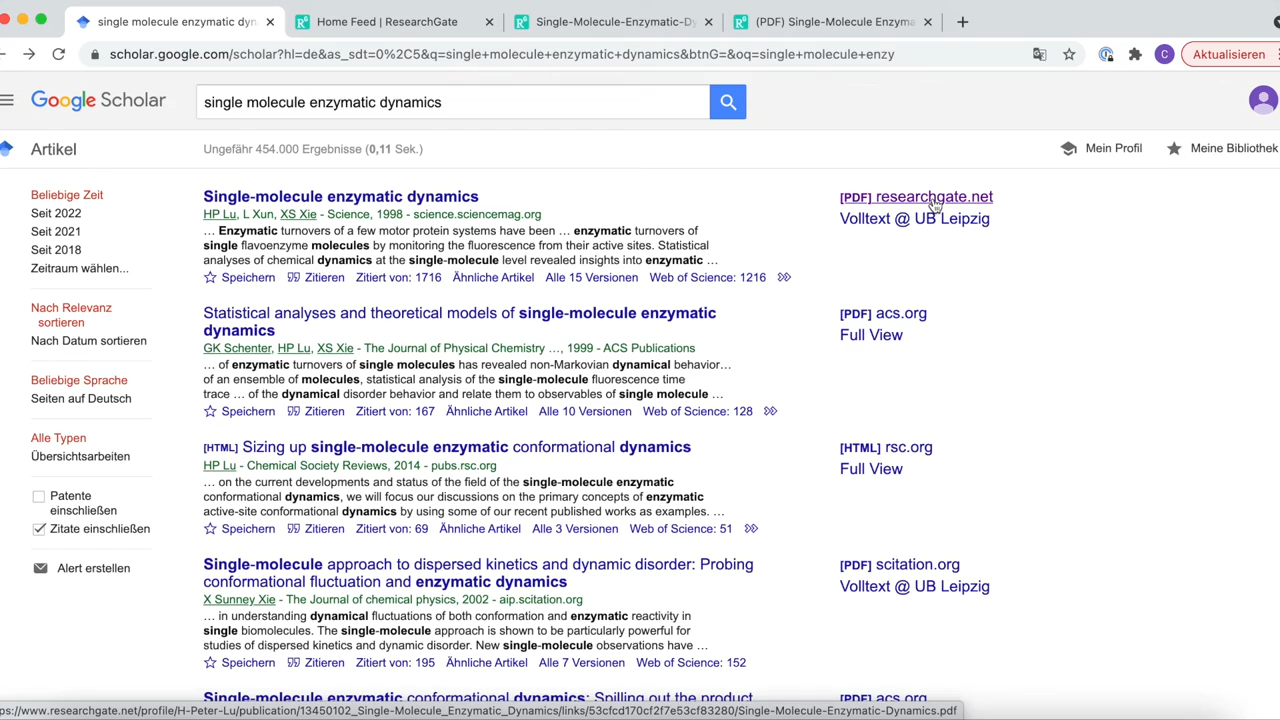 single molecule enzymatic dyn
Home Feed | ResearchGate
Single-Molecule-Enzymatic-D
(PDF) Single-Molecule Enzyma
scholar.google.com/scholar?hl=de&as_sdt=0%2C5&q=single+molecule+enzymatic+dynamics&btnG=&oq=single+molecule+enzy
C
Aktualisieren
Google Scholar
single molecule enzymatic dynamics
Artikel
Ungefähr 454.000 Ergebnisse (0,11 Sek.)
Mein Profil
Meine Bibliothek
Beliebige Zeit
Seit 2022
Seit 2021
Seit 2018
Zeitraum wählen...
Nach Relevanz
sortieren
Nach Datum sortieren
Beliebige Sprache
Seiten auf Deutsch
Alle Typen
Übersichtsarbeiten
Patente
einschließen
Zitate einschließen
Alert erstellen
Single-molecule enzymatic dynamics
HP Lu, L Xun, XS Xie - Science, 1998 - science.sciencemag.org
… Enzymatic turnovers of a few motor protein systems have been … enzymatic turnovers of
single flavoenzyme molecules by monitoring the fluorescence from their active sites. Statistical
analyses of chemical dynamics at the single-molecule level revealed insights into enzymatic …
Speichern Zitieren Zitiert von: 1716 Ähnliche Artikel Alle 15 Versionen Web of Science: 1216
[PDF] researchgate.net
Volltext @ UB Leipzig
Statistical analyses and theoretical models of single-molecule enzymatic
dynamics
GK Schenter, HP Lu, XS Xie - The Journal of Physical Chemistry …, 1999 - ACS Publications
… of enzymatic turnovers of single molecules has revealed non-Markovian dynamical behavior…
of an ensemble of molecules, statistical analysis of the single-molecule fluorescence time
trace … of the dynamical disorder behavior and relate them to observables of single molecule …
Speichern Zitieren Zitiert von: 167 Ähnliche Artikel Alle 10 Versionen Web of Science: 128
[PDF] acs.org
Full View
[HTML] Sizing up single-molecule enzymatic conformational dynamics
HP Lu - Chemical Society Reviews, 2014 - pubs.rsc.org
… on the current developments and status of the field of the single-molecule enzymatic
conformational dynamics, we will focus our discussions on the primary concepts of enzymatic
active-site conformational dynamics by using some of our recent published works as examples. …
Speichern Zitieren Zitiert von: 69 Ähnliche Artikel Alle 3 Versionen Web of Science: 51
[HTML] rsc.org
Full View
Single-molecule approach to dispersed kinetics and dynamic disorder: Probing
conformational fluctuation and enzymatic dynamics
X Sunney Xie - The Journal of chemical physics, 2002 - aip.scitation.org
… in understanding dynamical fluctuations of both conformation and enzymatic reactivity in
single biomolecules. The single-molecule approach is shown to be particularly powerful for
studies of dispersed kinetics and dynamic disorder. New single-molecule observations have …
Speichern Zitieren Zitiert von: 195 Ähnliche Artikel Alle 7 Versionen Web of Science: 152
[PDF] scitation.org
Volltext @ UB Leipzig
Single-molecule enzymatic conformational dynamics: Spilling out the product
[PDF] acs.org
ps://www.researchgate.net/profile/H-Peter-Lu/publication/13450102_Single-Molecule_Enzymatic_Dynamics/links/53cfcd170cf2f7e53cf83280/Single-Molecule-Enzymatic-Dynamics.pdf